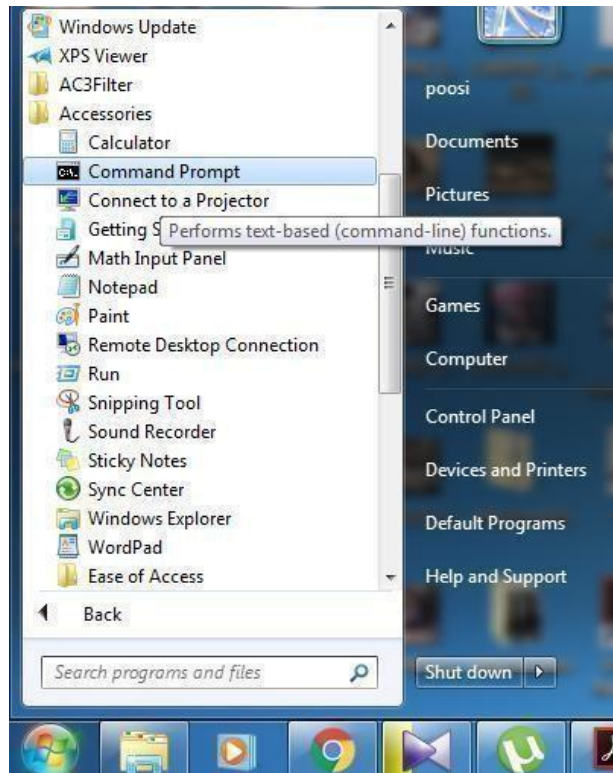 Windows Update
XPS Viewer
AC3Filter
Accessories
Calculator
Command Prompt
Connect to a Projector
Getting S
Performs text-based (command-line) functions.
Math Input Panel
Notepad
Paint
Remote Desktop Connection
Run
Snipping Tool
Sound Recorder
Sticky Notes
Sync Center
Windows Explorer
WordPad
Ease of Access
Back
Search programs and files
poosi
Documents
Pictures
Music
Games
Computer
Control Panel
Devices and Printers
Default Programs
Help and Support
Shut down